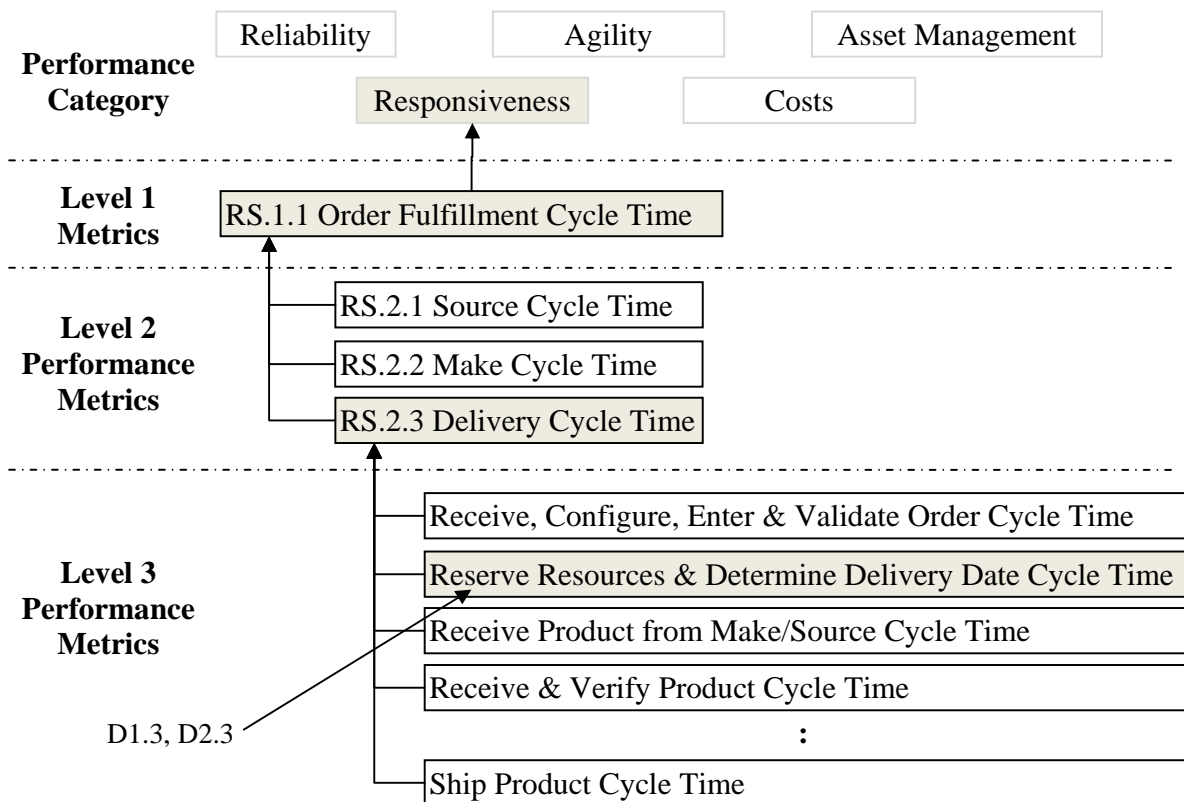 Reliability
Agility
Asset Management
Performance
Category
Responsiveness
Costs
Level 1
Metrics
RS.1.1 Order Fulfillment Cycle Time
Level 2
Performance
Metrics
RS.2.1 Source Cycle Time
RS.2.2 Make Cycle Time
RS.2.3 Delivery Cycle Time
Level 3
Performance
Metrics
Receive, Configure, Enter & Validate Order Cycle Time
Reserve Resources & Determine Delivery Date Cycle Time
Receive Product from Make/Source Cycle Time
Receive & Verify Product Cycle Time
:
Ship Product Cycle Time
D1.3, D2.3